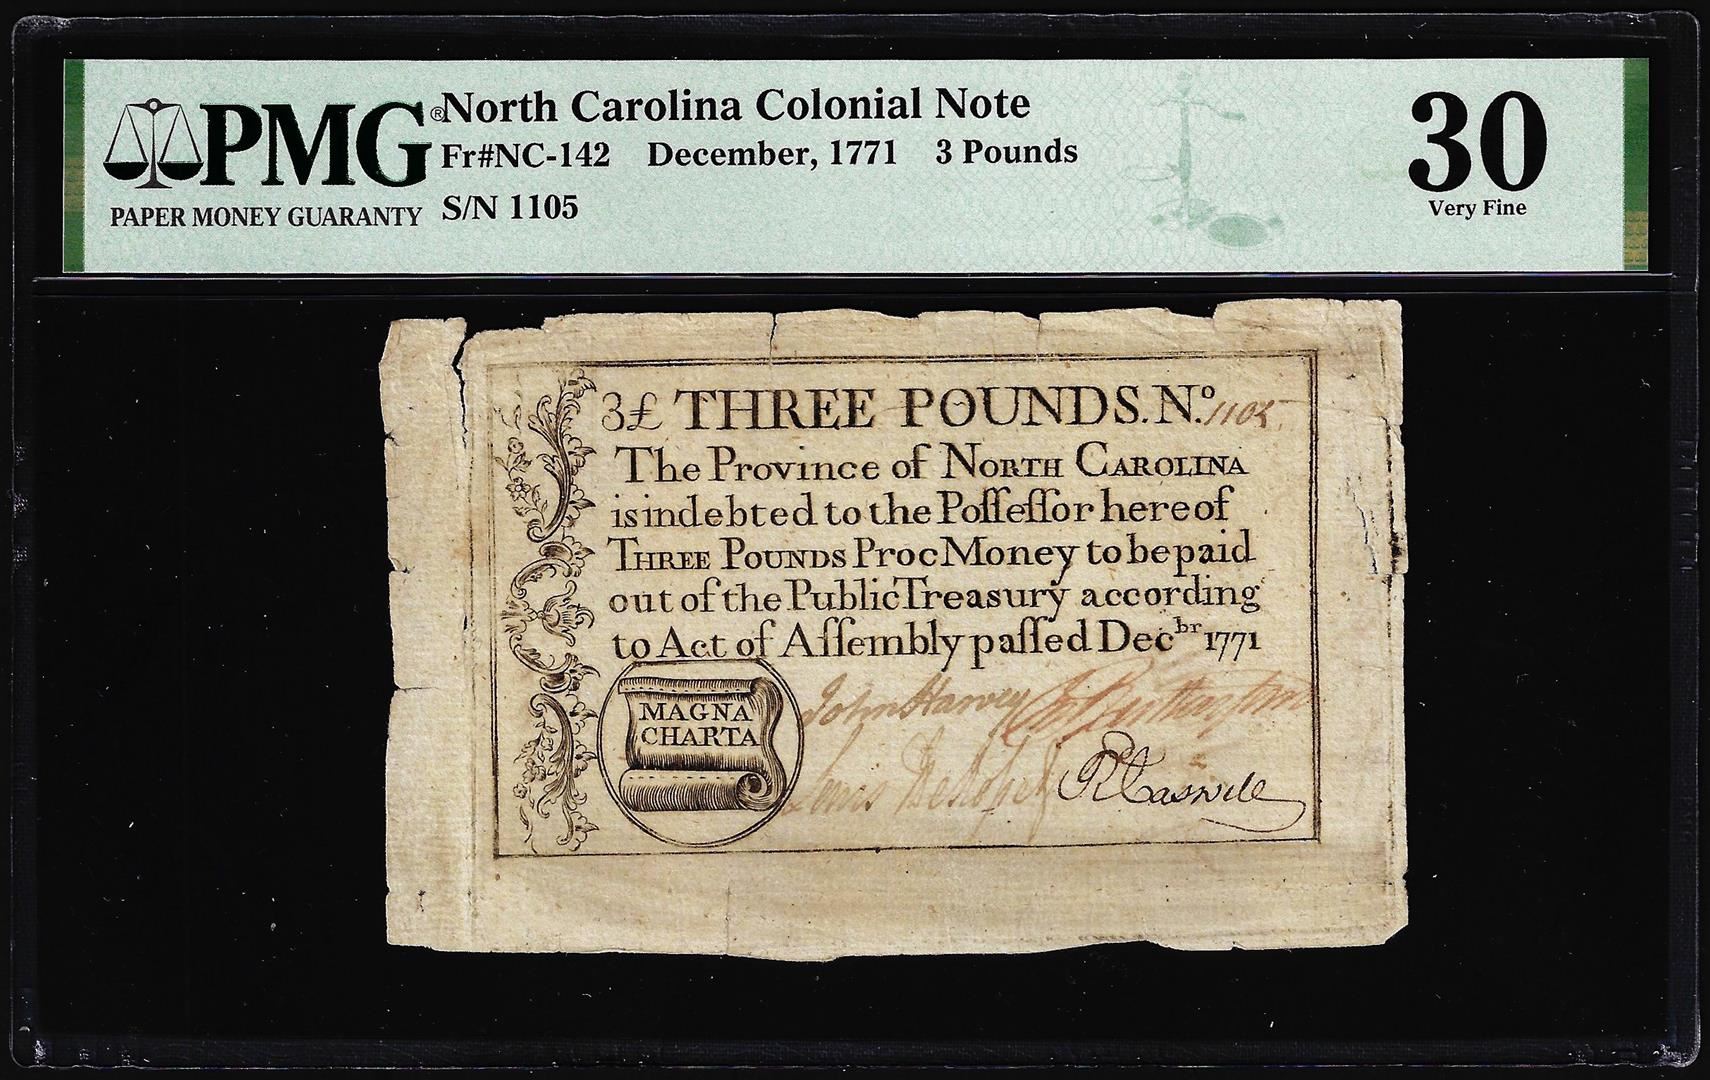 PMG®
PAPER MONEY GUARANTY
North Carolina Colonial Note
Fr#NC-142 December, 1771 3 Pounds
S/N 1105
30
Very Fine
3£ THREE POUNDS. No. 1105
The Province of NORTH CAROLINA
is indebted to the Poſſeſſor here of
THREE POUNDS Proc Money to be paid
out of the Public Treasury according
to Act of Aſſembly paſſed Decbr 1771
MAGNA
CHARTA
John Harvey
Lewis
RCaswell